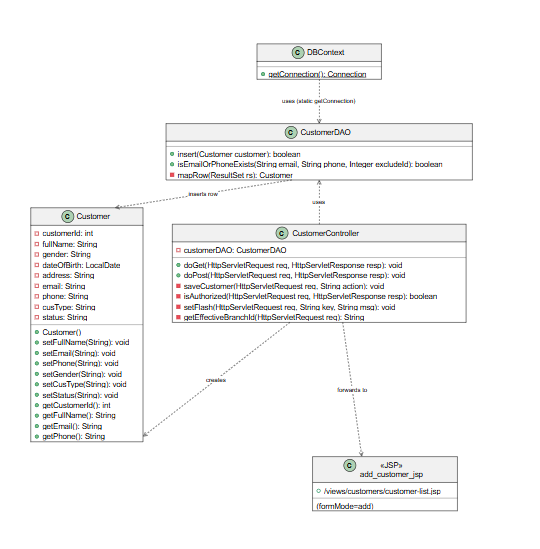 C DBContext
getConnection(): Connection
uses (static getConnection)
C CustomerDAO
insert(Customer customer): boolean
isEmailOrPhoneExists(String email, String phone, Integer excludeId): boolean
mapRow(ResultSet rs): Customer
inserts row
uses
C Customer
customerId: int
fullName: String
gender: String
dateOfBirth: LocalDate
address: String
email: String
phone: String
cusType: String
status: String
Customer()
setFullName(String): void
setEmail(String): void
setPhone(String): void
setGender(String): void
setCusType(String): void
setStatus(String): void
getCustomerId(): int
getFullName(): String
getEmail(): String
getPhone(): String
C CustomerController
customerDAO: CustomerDAO
doGet(HttpServletRequest req, HttpServletResponse resp): void
doPost(HttpServletRequest req, HttpServletResponse resp): void
saveCustomer(HttpServletRequest req, String action): void
isAuthorized(HttpServletRequest req, HttpServletResponse resp): boolean
setFlash(HttpServletRequest req, String key, String msg): void
getEffectiveBranchId(HttpServletRequest req): String
creates
forwards to
C «JSP»
add_customer_jsp
/views/customers/customer-list.jsp
(formMode=add)